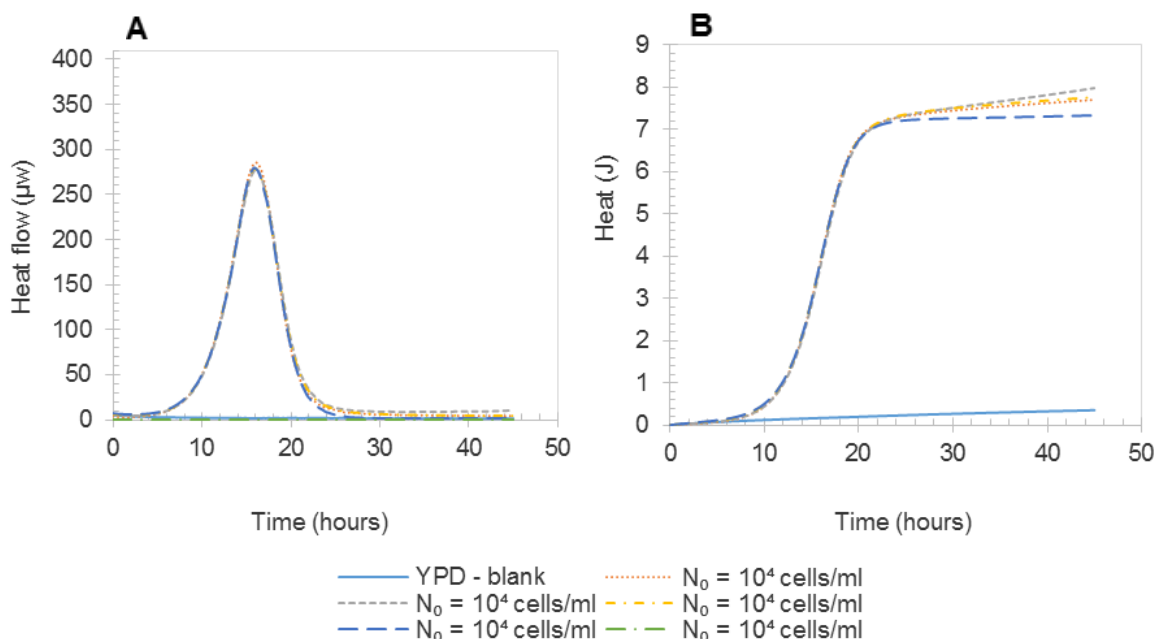 A
400
350
300
250
200
150
100
50
0
0 10 20 30 40 50
Heat flow (µw)
Time (hours)
B
9
8
7
6
5
4
3
2
1
0
0 10 20 30 40 50
Heat (J)
Time (hours)
YPD - blank
N₀ = 10⁴ cells/ml
N₀ = 10⁴ cells/ml
N₀ = 10⁴ cells/ml
N₀ = 10⁴ cells/ml
N₀ = 10⁴ cells/ml